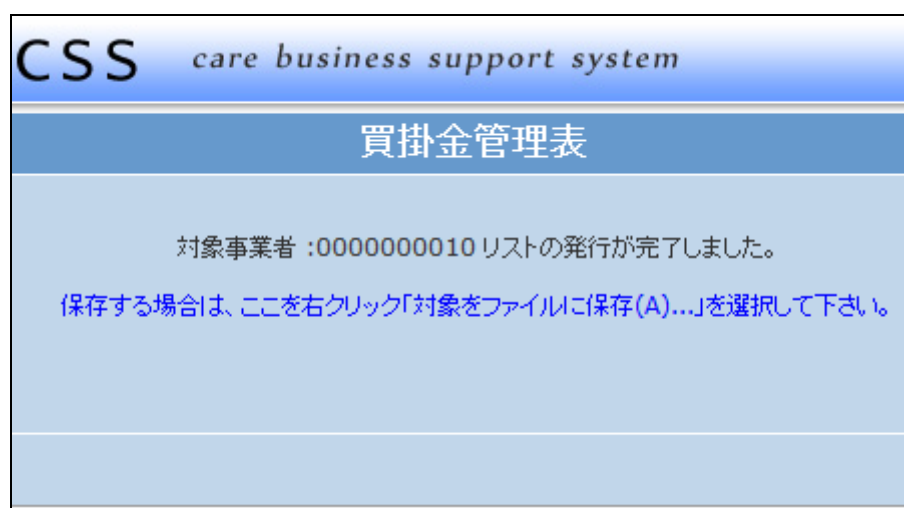 CSS care business support system
買掛金管理表
対象事業者 :0000000010 リストの発行が完了しました。
保存する場合は、ここを右クリック「対象をファイルに保存(A)...」を選択して下さい。